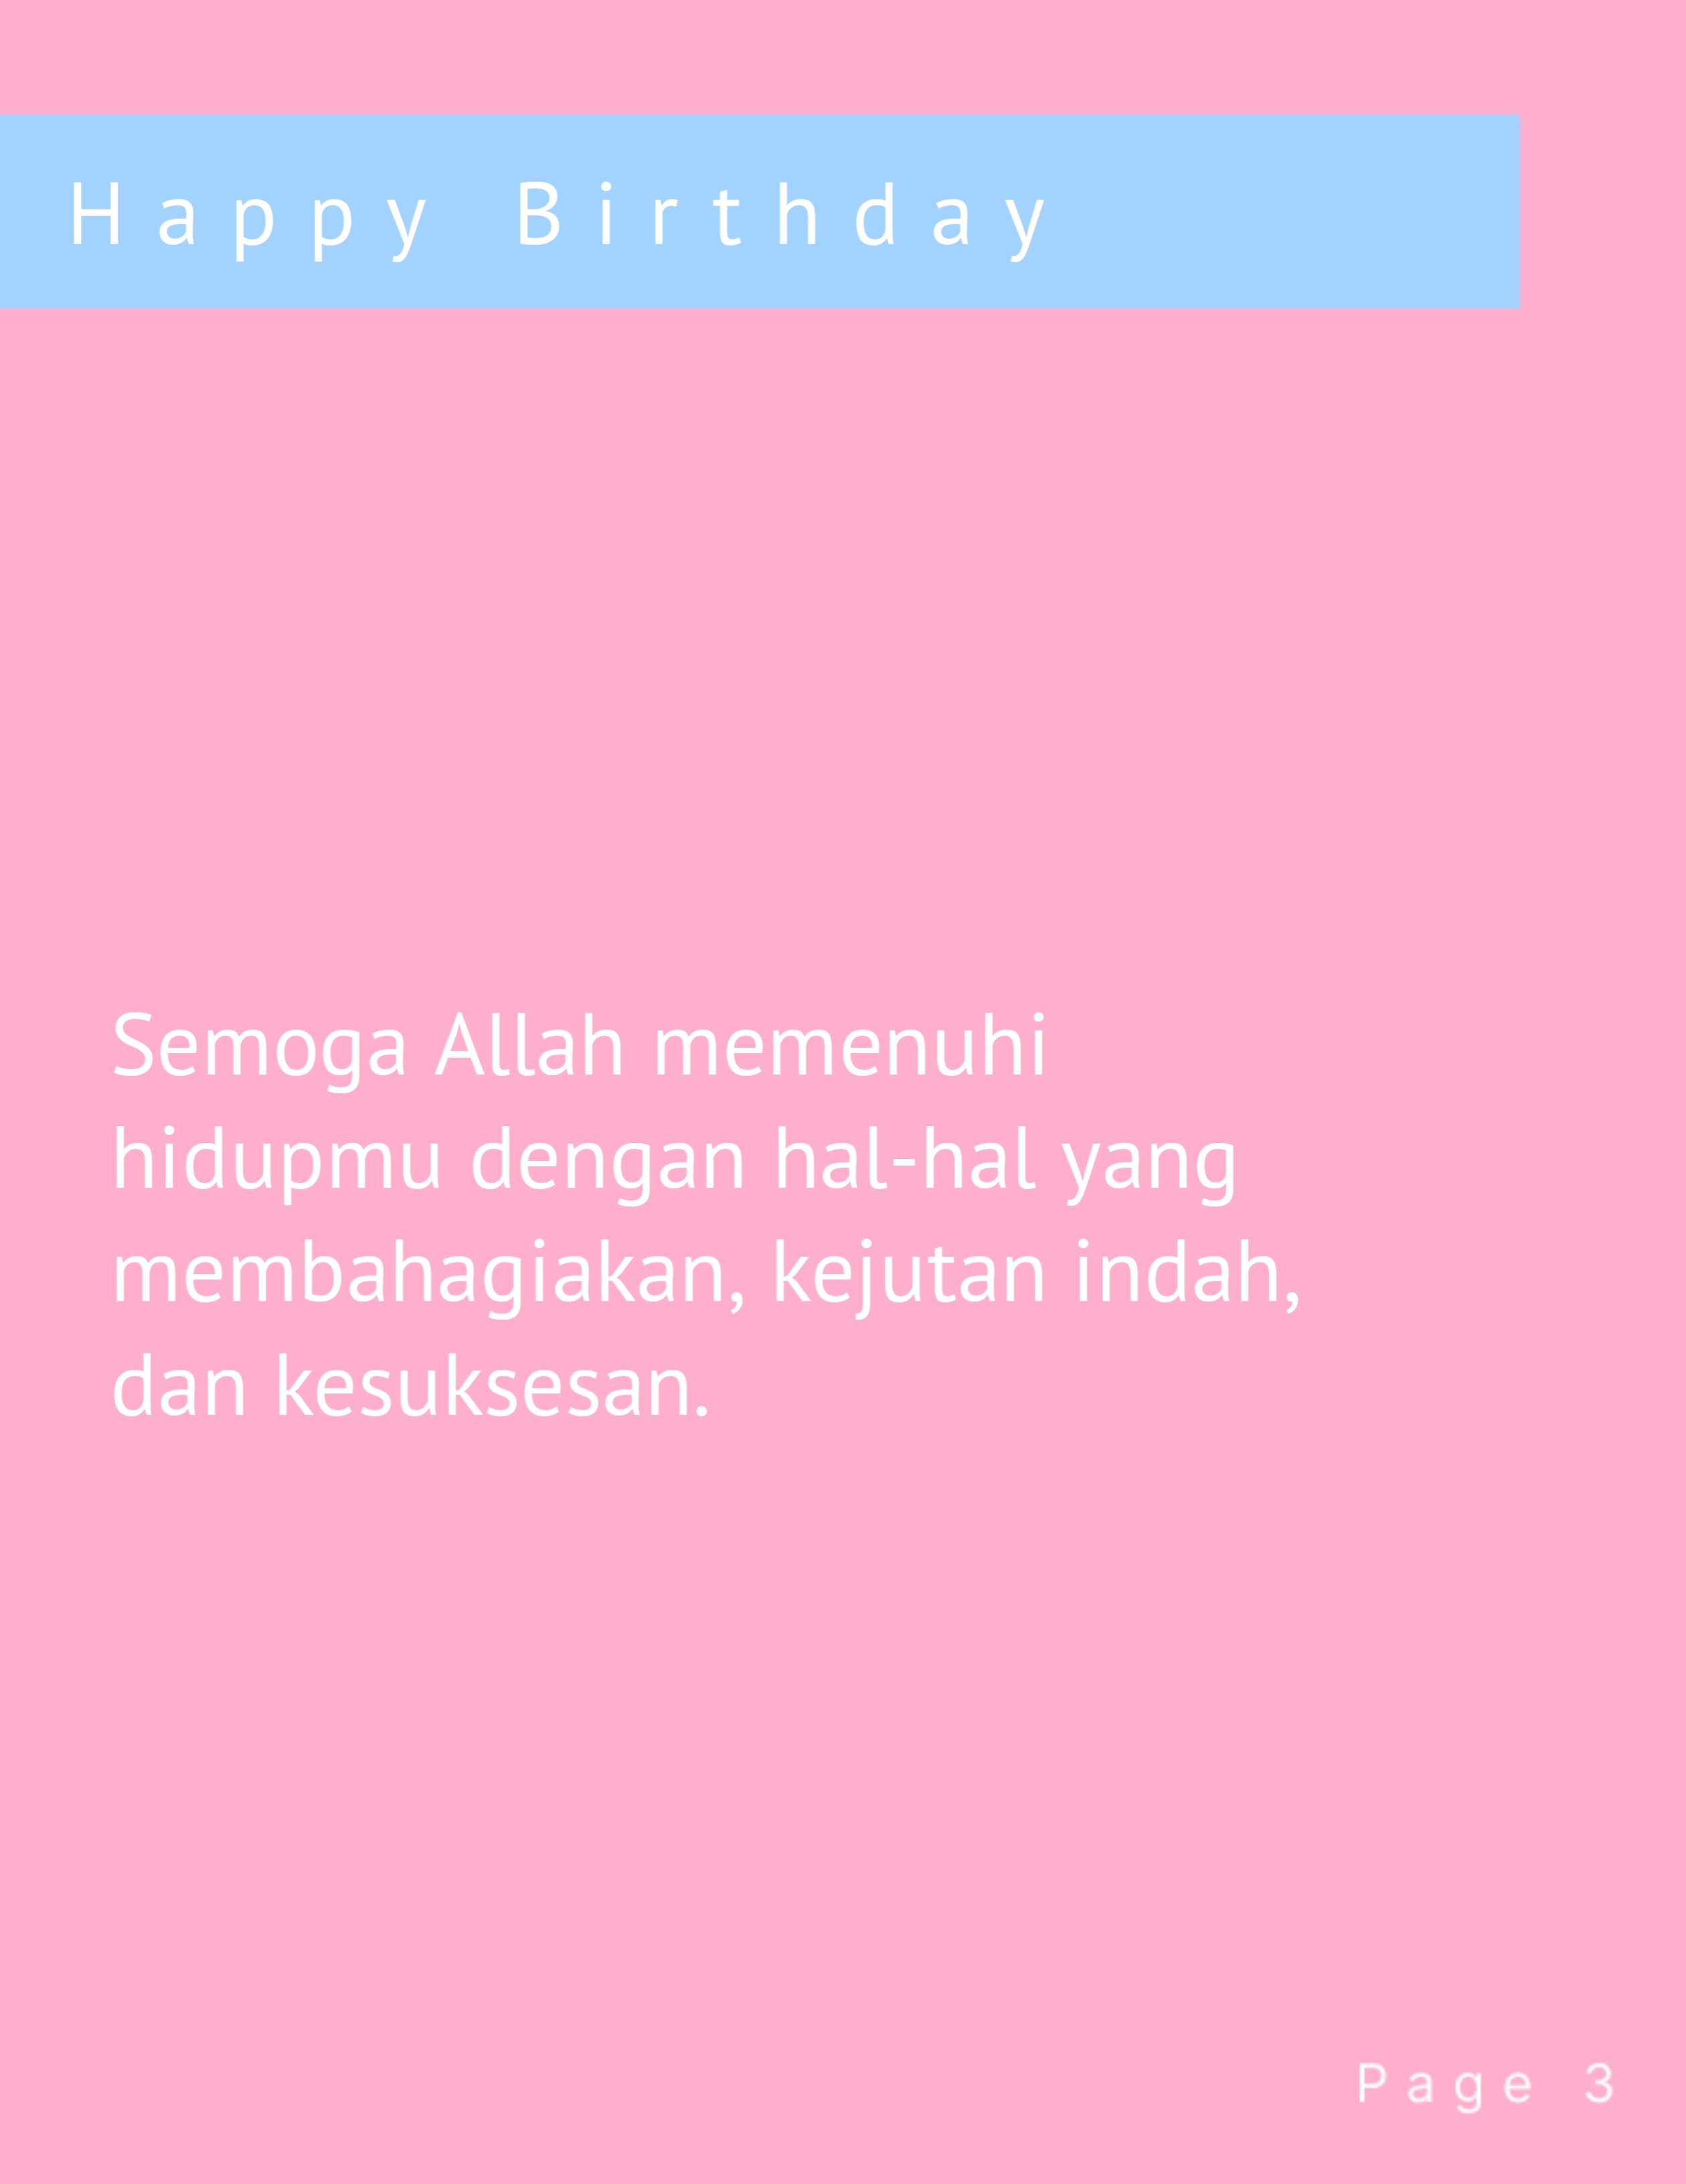 Happy Birthday
Semoga Allah memenuhi
hidupmu dengan hal-hal yang
membahagiakan, kejutan indah,
dan kesuksesan.
Page 3